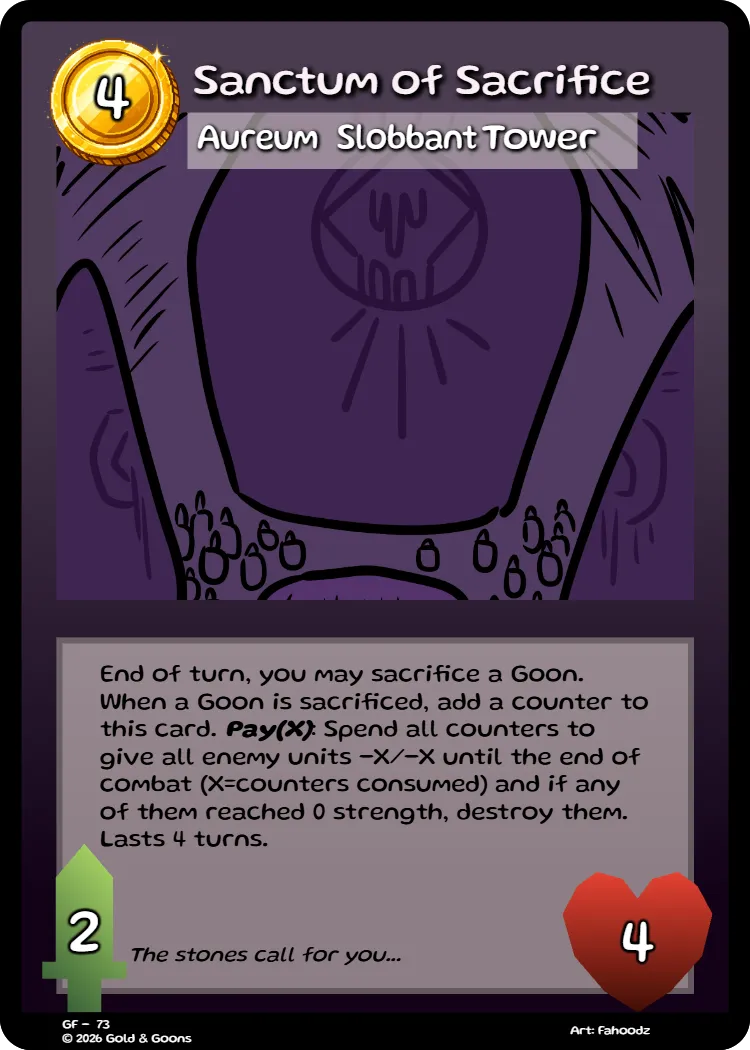 4
Sanctum of Sacrifice
Aureum Slobbant Tower
End of turn, you may sacrifice a Goon.
When a Goon is sacrificed, add a counter to
this card. Pay(X): Spend all counters to
give all enemy units -X/-X until the end of
combat (X=counters consumed) and if any
of them reached 0 strength, destroy them.
Lasts 4 turns.
2
The stones call for you...
4
GF - 73
© 2026 Gold & Goons
Art: fahoodz